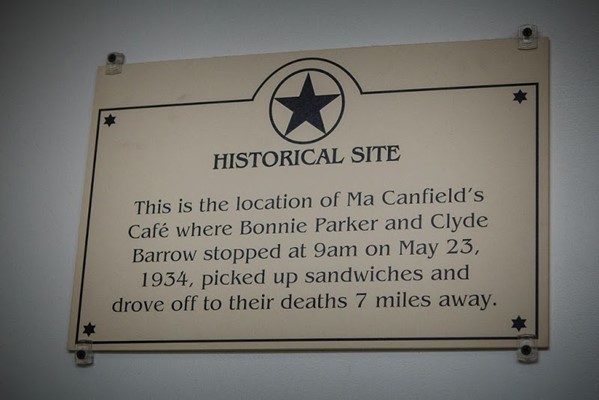 HISTORICAL SITE
This is the location of Ma Canfield's
Café where Bonnie Parker and Clyde
Barrow stopped at 9am on May 23,
1934, picked up sandwiches and
drove off to their deaths 7 miles away.